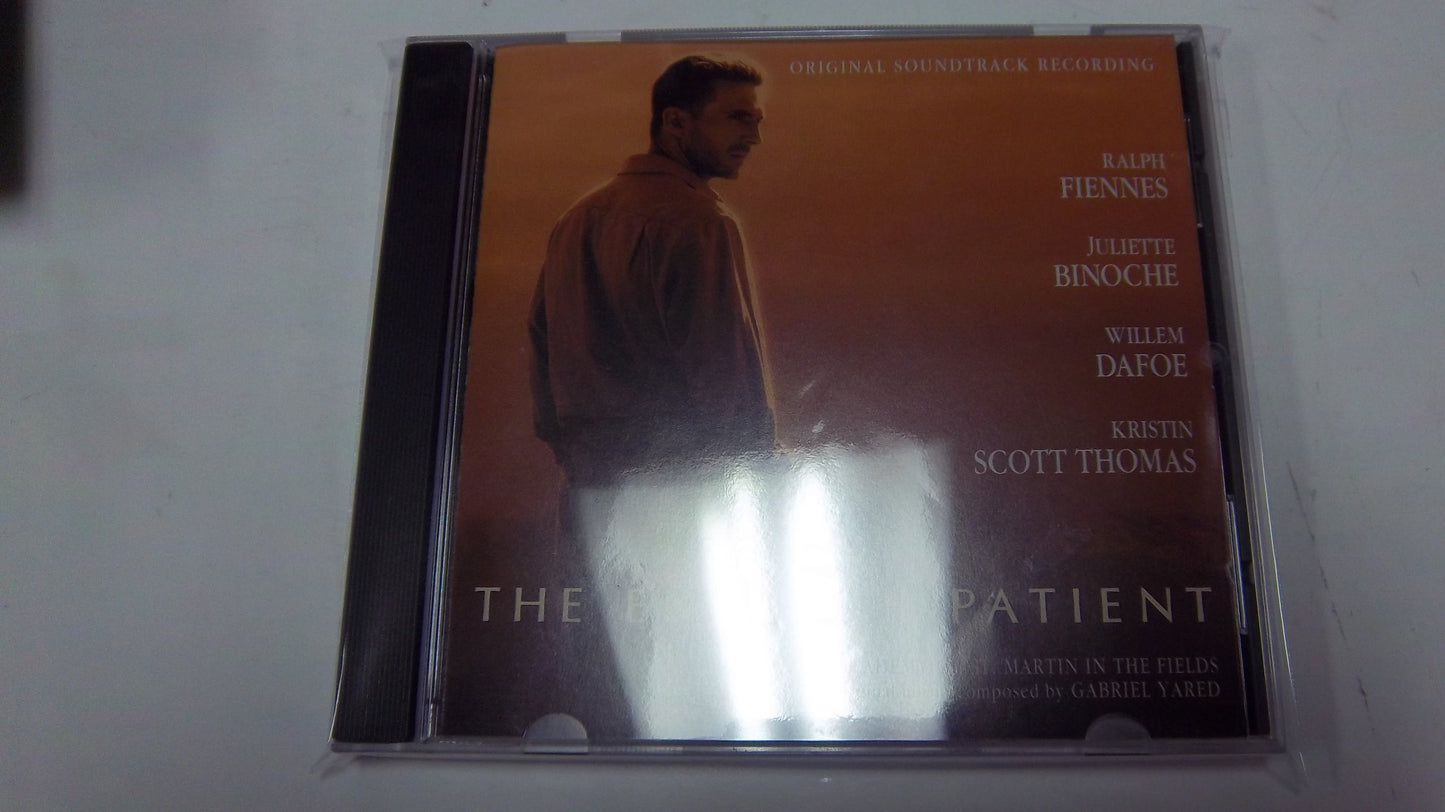 ORIGINAL SOUNDTRACK RECORDING
RALPH
FIENNES
JULIETTE
BINOCHE
WILLEM
DAFOE
KRISTIN
SCOTT THOMAS
THE PATIENT
MARTIN IN THE FIELDS
composed by GABRIEL YARED